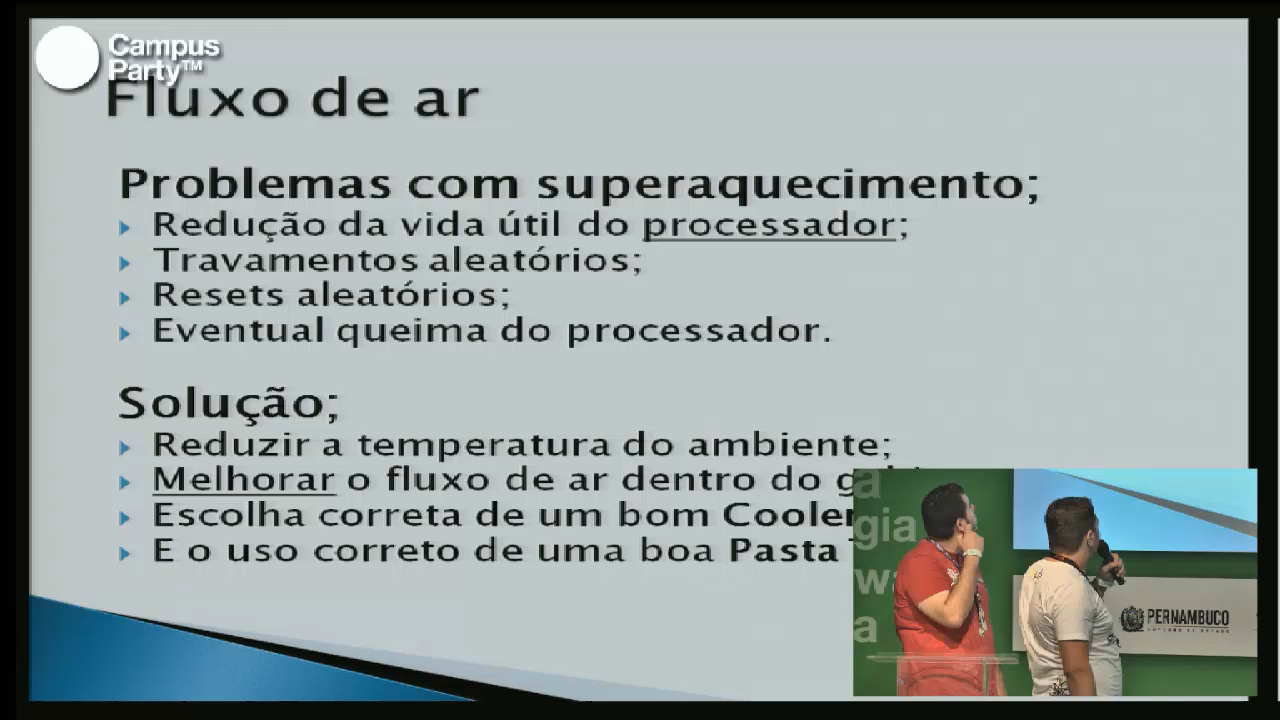 Campus
Party™
Fluxo de ar
Problemas com superaquecimento;
Redução da vida útil do processador;
Travamentos aleatórios;
Resets aleatórios;
Eventual queima do processador.
Solução;
Reduzir a temperatura do ambiente;
Melhorar o fluxo de ar dentro do
Escolha correta de um bom Cooler
E o uso correto de uma boa Pasta
a
gia
wa
a
PERNAMBUCO